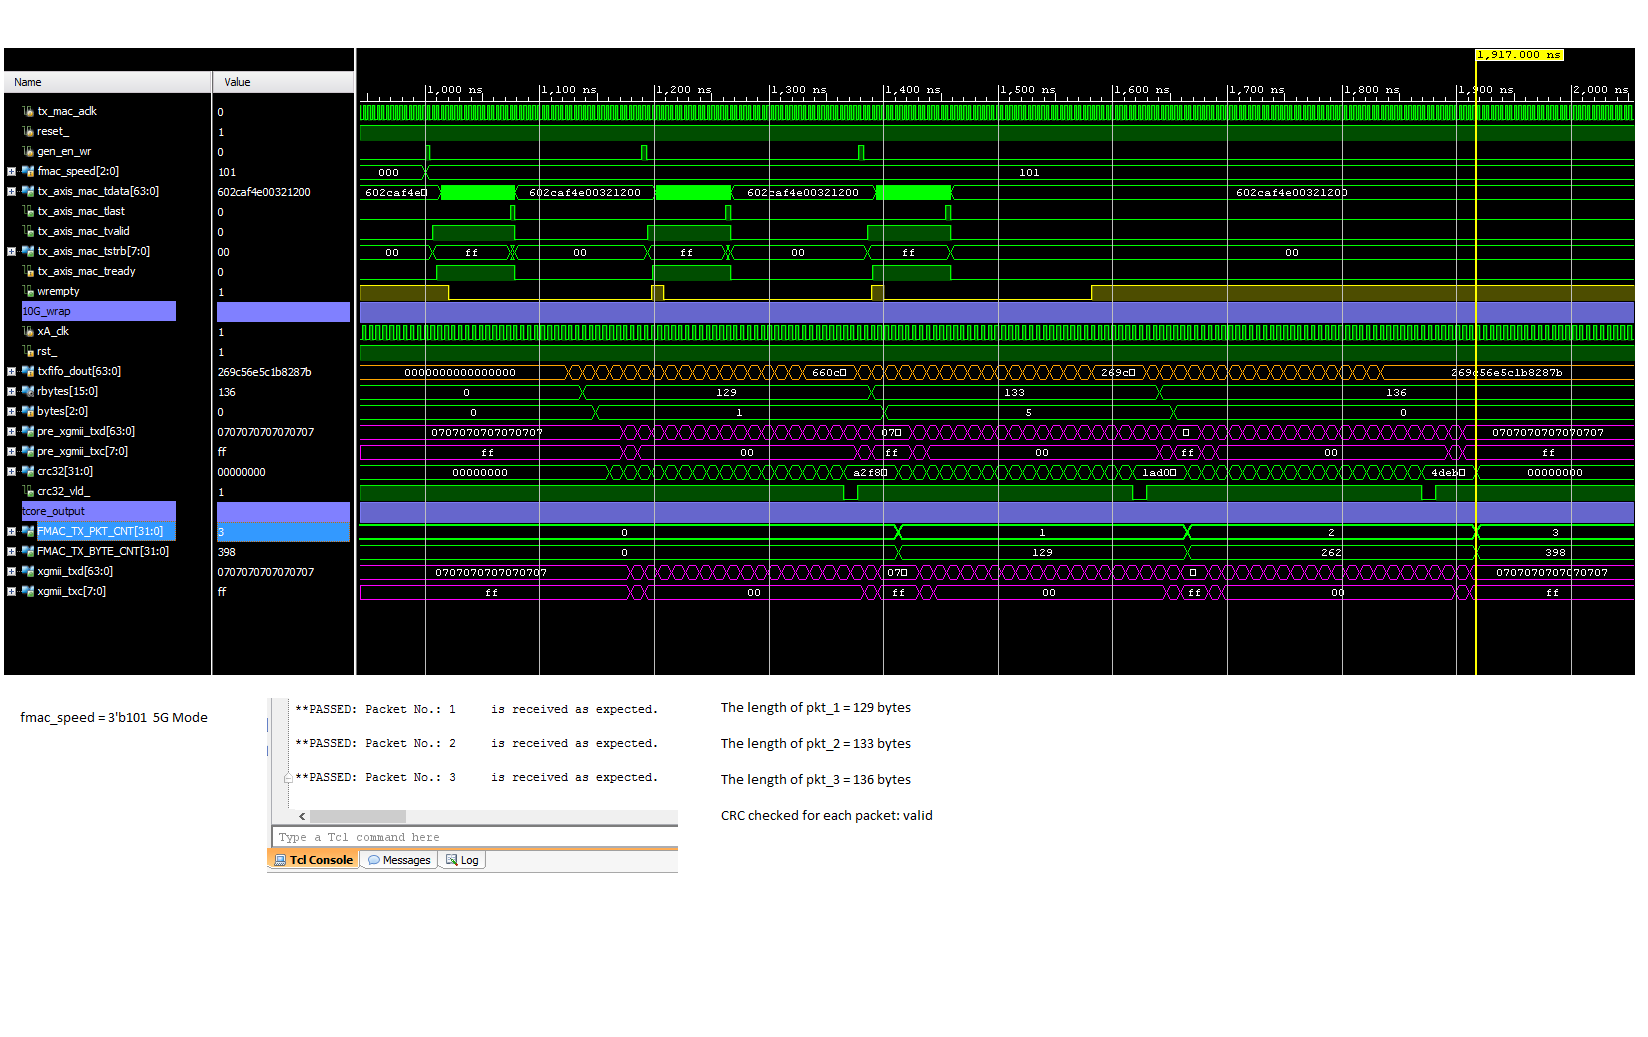 1,917.000 ns
Name Value
1,000 ns 1,100 ns 1,200 ns 1,300 ns 1,400 ns 1,500 ns 1,600 ns 1,700 ns 1,800 ns 1,900 ns 2,000 ns
tx_mac_aclk 0
reset_ 1
gen_en_wr 0
fmac_speed[2:0] 101 000 101
tx_axis_mac_tdata[63:0] 602caf4e00321200 602caf4e 602caf4e00321200 602caf4e00321200 602caf4e00321200
tx_axis_mac_tlast 0
tx_axis_mac_tvalid 0
tx_axis_mac_tstrb[7:0] 00 00 ff 00 ff 00 ff 00
tx_axis_mac_tready 0
wrempty 1
10G_wrap
xA_clk 1
rst_ 1
txfifo_dout[63:0] 269c56e5c1b8287b 0000000000000000 660c 269c 269c56e5c1b8287b
rbytes[15:0] 136 0 129 133 136
bytes[2:0] 0 0 1 5 0
pre_xgmii_txd[63:0] 0707070707070707 0707070707070707 070 0707070707070707
pre_xgmii_txc[7:0] ff ff 00 ff 00 ff 00 ff
crc32[31:0] 00000000 00000000 a2f8 1ad0 4deb 00000000
crc32_vld_ 1
tcore_output
FMAC_TX_PKT_CNT[31:0] 3 0 1 2 3
FMAC_TX_BYTE_CNT[31:0] 398 0 129 262 398
xgmii_txd[63:0] 0707070707070707 0707070707070707 070 0707070707070707
xgmii_txc[7:0] ff ff 00 ff 00 ff 00 ff
fmac_speed = 3'b101 5G Mode
**PASSED: Packet No.: 1 is received as expected.
The length of pkt_1 = 129 bytes
**PASSED: Packet No.: 2 is received as expected.
The length of pkt_2 = 133 bytes
**PASSED: Packet No.: 3 is received as expected.
The length of pkt_3 = 136 bytes
CRC checked for each packet: valid
Type a Tcl command here
Tcl Console Messages Log